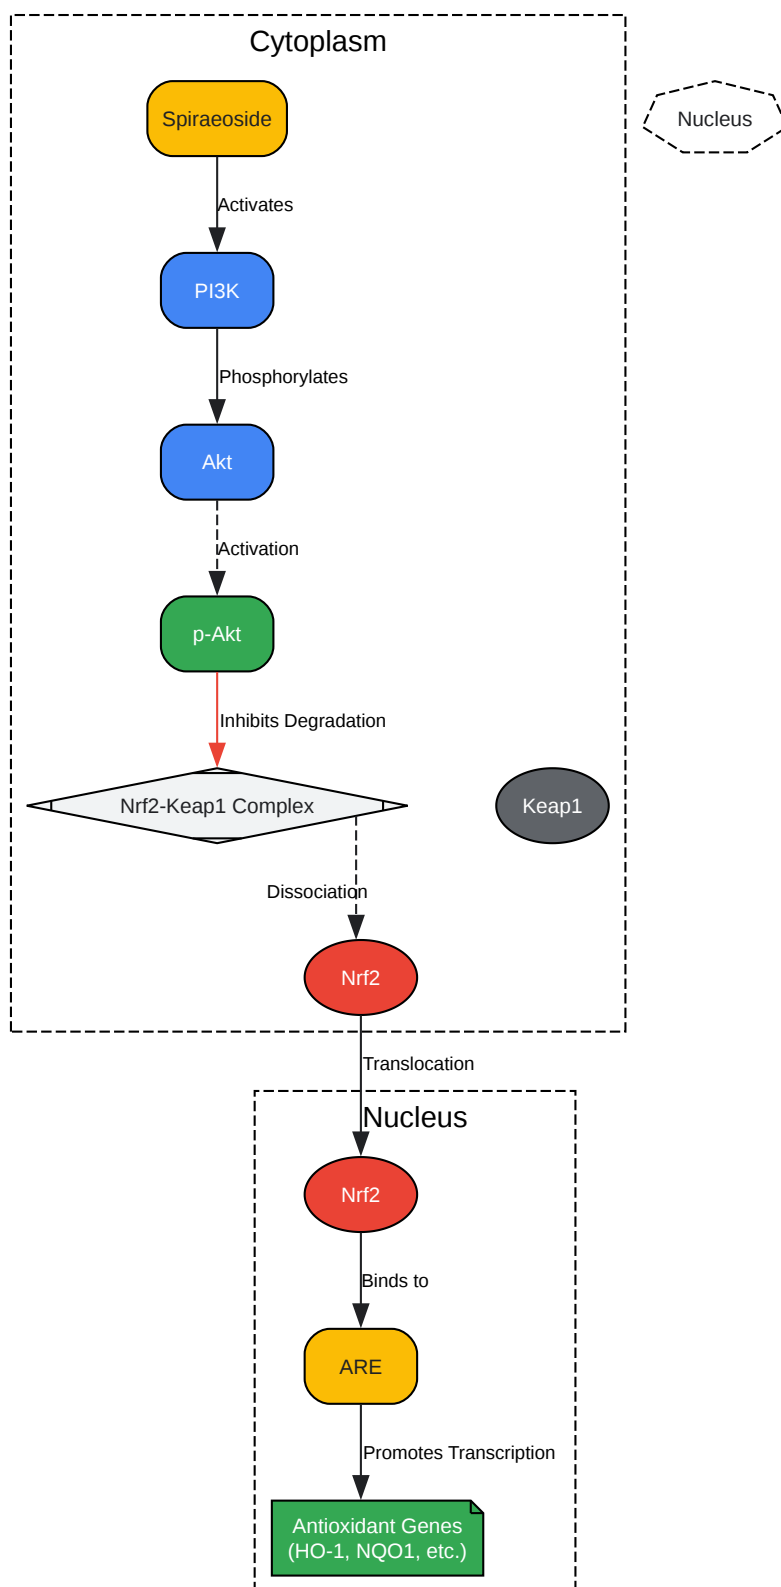 Cytoplasm
Spiraeoside
Nucleus
Activates
PI3K
Phosphorylates
Akt
Activation
p-Akt
Inhibits Degradation
Nrf2-Keap1 Complex
Keap1
Dissociation
Nrf2
Translocation
Nucleus
Nrf2
Binds to
ARE
Promotes Transcription
Antioxidant Genes
(HO-1, NQO1, etc.)